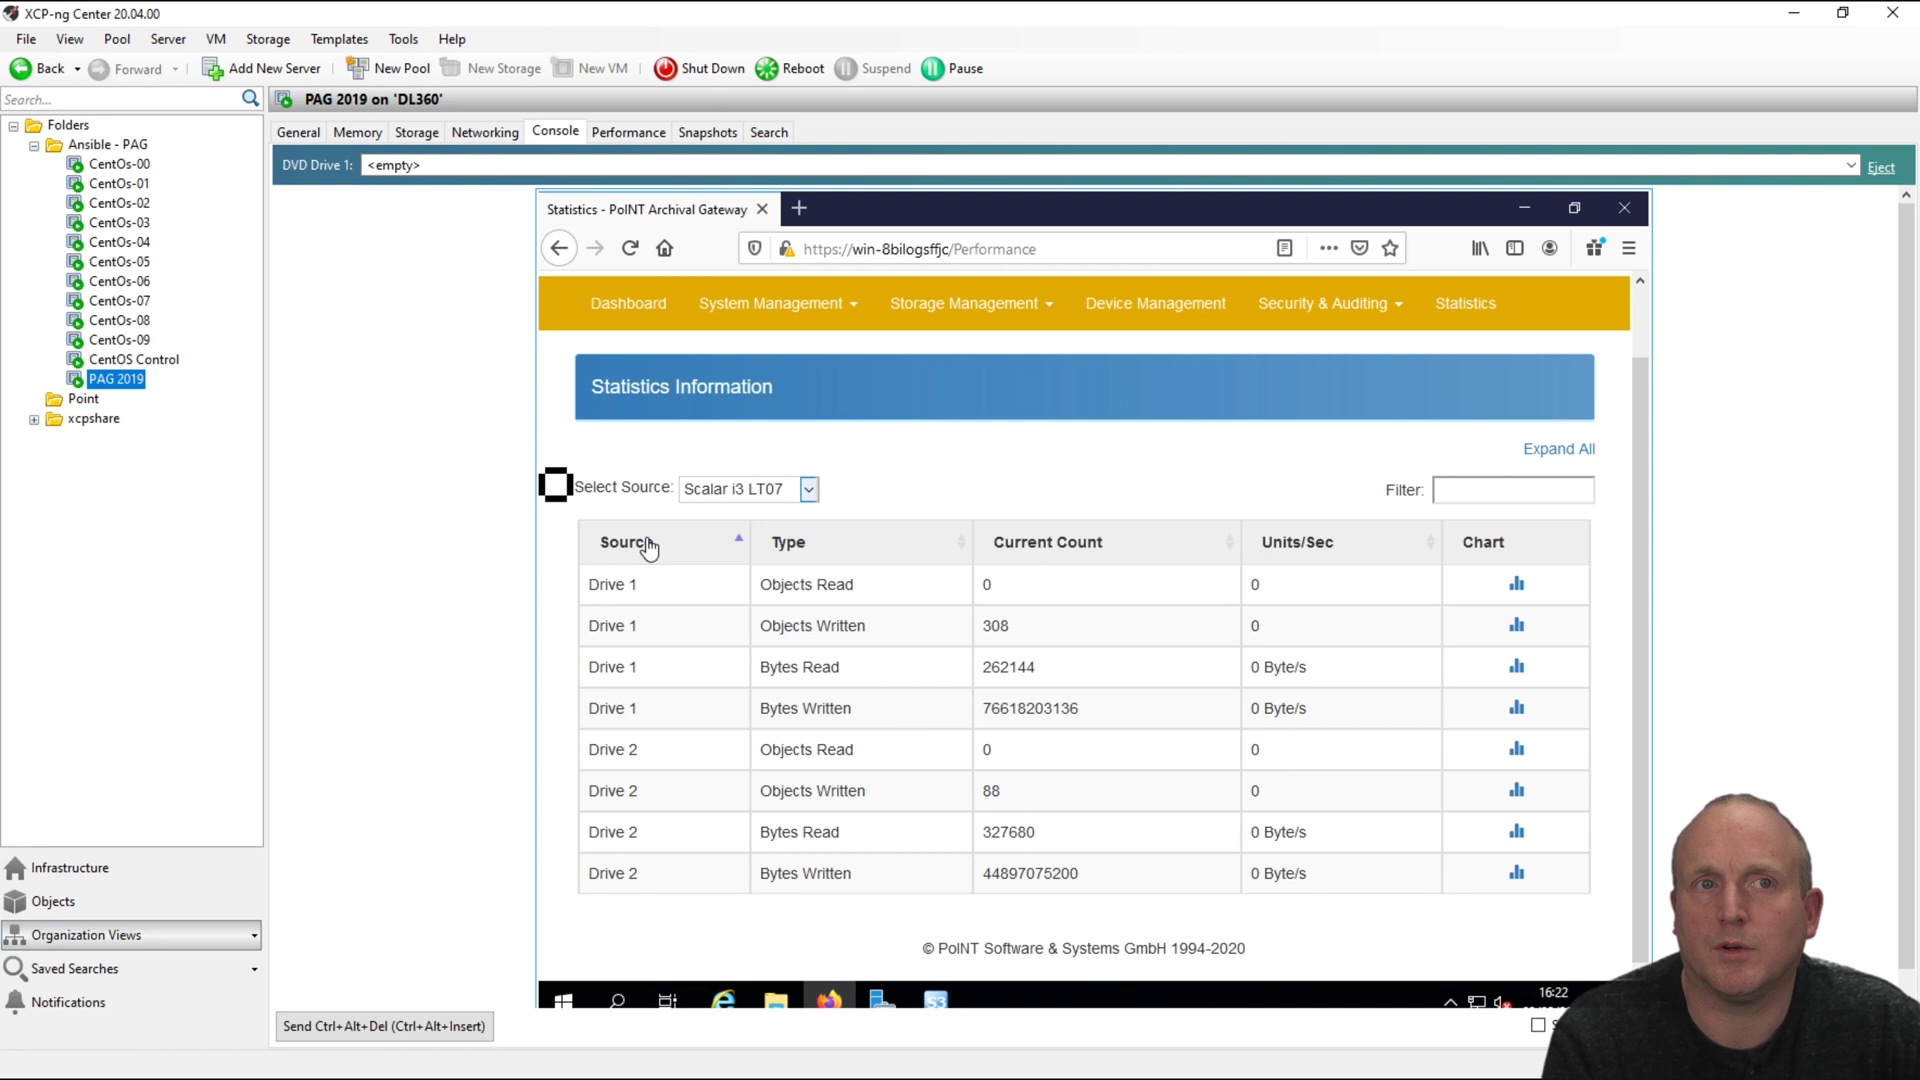 XCP-ng Center 20.04.00
File View Pool Server VM Storage Templates Tools Help
Back Forward Add New Server New Pool New Storage New VM Shut Down Reboot Suspend Pause
Search...
PAG 2019 on 'DL360'
Folders
Ansible - PAG
CentOs-00
CentOs-01
CentOs-02
CentOs-03
CentOs-04
CentOs-05
CentOs-06
CentOs-07
CentOs-08
CentOs-09
CentOS Control
PAG 2019
Point
xcpshare
Infrastructure
Objects
Organization Views
Saved Searches
Notifications
General Memory Storage Networking Console Performance Snapshots Search
DVD Drive 1: <empty> Eject
Statistics - PoINT Archival Gateway
https://win-8bilogsffjc/Performance
Dashboard System Management Storage Management Device Management Security & Auditing Statistics
Statistics Information
Expand All
Select Source: Scalar i3 LT07 Filter:
Source Type Current Count Units/Sec Chart
Drive 1 Objects Read 0 0
Drive 1 Objects Written 308 0
Drive 1 Bytes Read 262144 0 Byte/s
Drive 1 Bytes Written 76618203136 0 Byte/s
Drive 2 Objects Read 0 0
Drive 2 Objects Written 88 0
Drive 2 Bytes Read 327680 0 Byte/s
Drive 2 Bytes Written 44897075200 0 Byte/s
© PoINT Software & Systems GmbH 1994-2020
S3
16:22
Send Ctrl+Alt+Del (Ctrl+Alt+Insert)